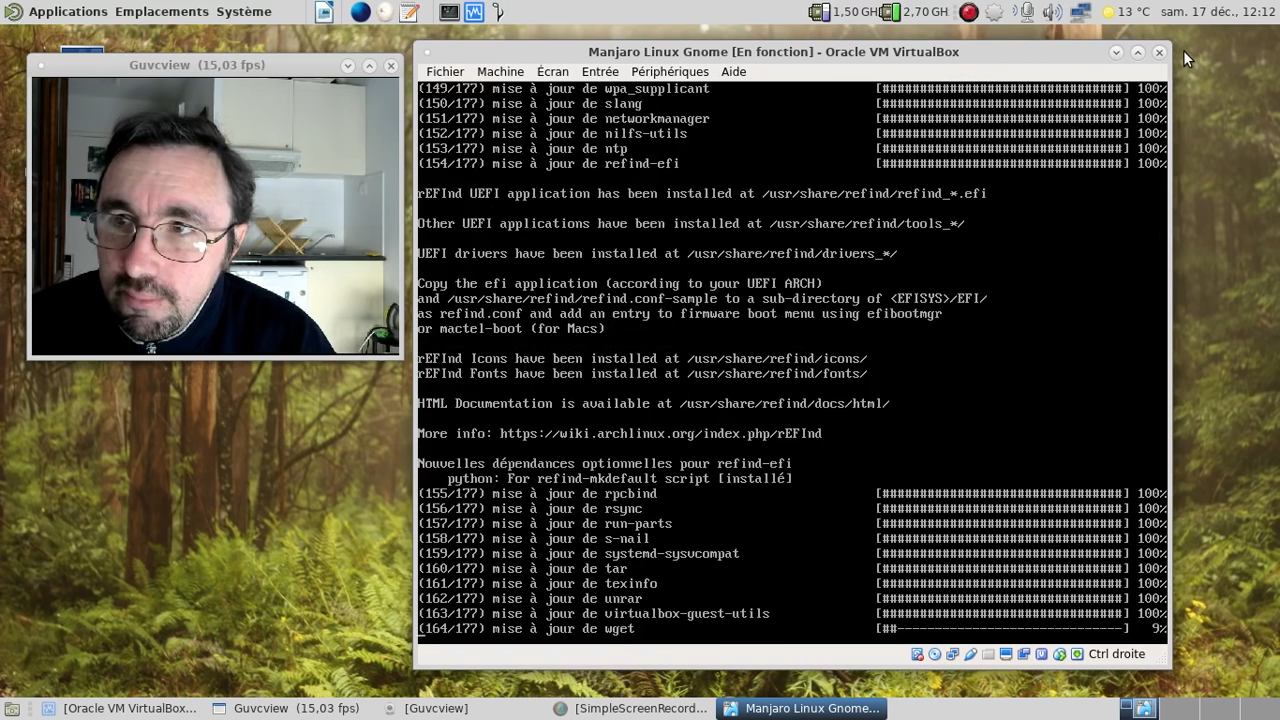 Applications Emplacements Système
1,50 GH 2,70 GH 13 °C sam. 17 déc., 12:12
Guvcview (15,03 fps)
Manjaro Linux Gnome [En fonction] - Oracle VM VirtualBox
Fichier Machine Écran Entrée Périphériques Aide
(149/177) mise à jour de wpa_supplicant [################################] 100%
(150/177) mise à jour de slang [################################] 100%
(151/177) mise à jour de networkmanager [################################] 100%
(152/177) mise à jour de nilfs-utils [################################] 100%
(153/177) mise à jour de ntp [################################] 100%
(154/177) mise à jour de refind-efi [################################] 100%
rEFInd UEFI application has been installed at /usr/share/refind/refind_*.efi
Other UEFI applications have been installed at /usr/share/refind/tools_*/
UEFI drivers have been installed at /usr/share/refind/drivers_*/
Copy the efi application (according to your UEFI ARCH)
and /usr/share/refind/refind.conf-sample to a sub-directory of <EFISYS>/EFI/
as refind.conf and add an entry to firmware boot menu using efibootmgr
or mactel-boot (for Macs)
rEFInd Icons have been installed at /usr/share/refind/icons/
rEFInd Fonts have been installed at /usr/share/refind/fonts/
HTML Documentation is available at /usr/share/refind/docs/html/
More info: https://wiki.archlinux.org/index.php/rEFInd
Nouvelles dépendances optionnelles pour refind-efi
python: For refind-mkdefault script [installé]
(155/177) mise à jour de rpcbind [################################] 100%
(156/177) mise à jour de rsync [################################] 100%
(157/177) mise à jour de run-parts [################################] 100%
(158/177) mise à jour de s-nail [################################] 100%
(159/177) mise à jour de systemd-sysvcompat [################################] 100%
(160/177) mise à jour de tar [################################] 100%
(161/177) mise à jour de texinfo [################################] 100%
(162/177) mise à jour de unrar [################################] 100%
(163/177) mise à jour de virtualbox-guest-utils [################################] 100%
(164/177) mise à jour de wget [##------------------------------] 9%
Ctrl droite
[Oracle VM VirtualBox... Guvcview (15,03 fps) [Guvcview] [SimpleScreenRecord... Manjaro Linux Gnome...